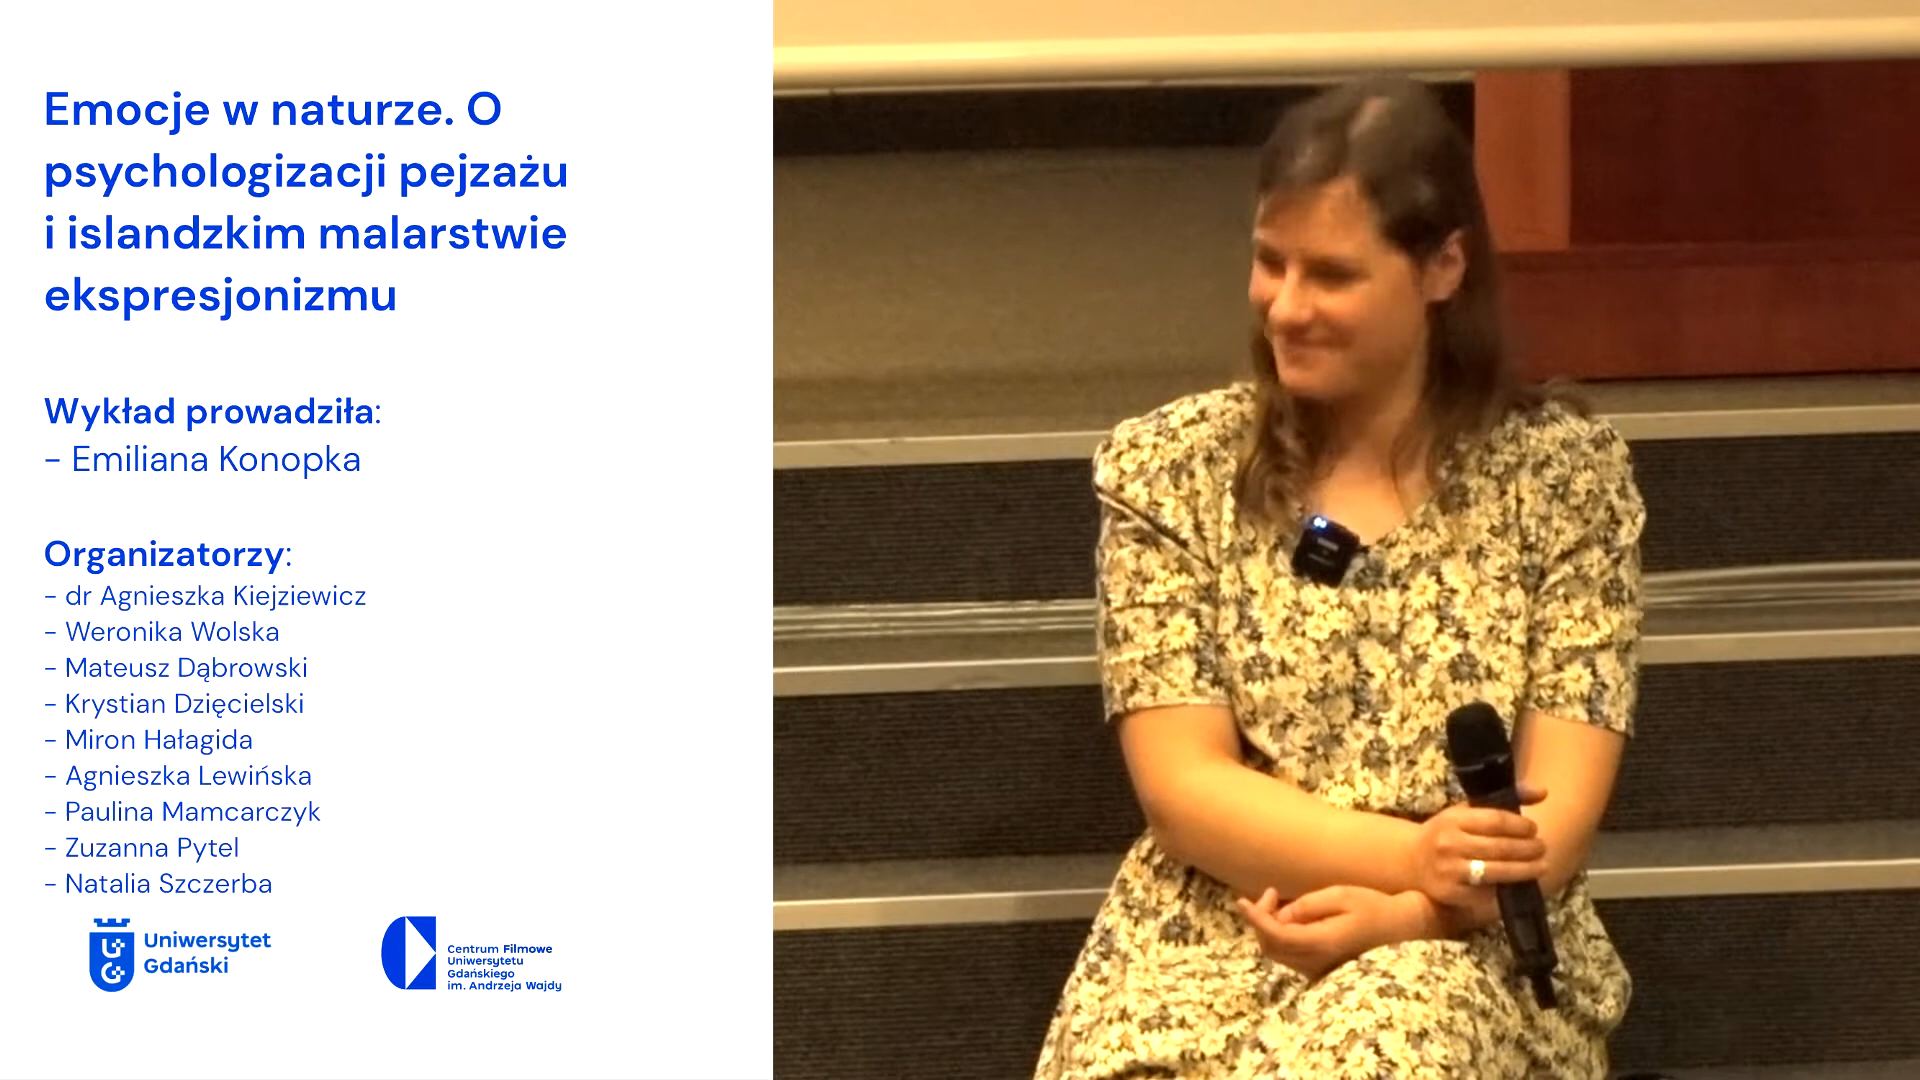 Emocje w naturze. O
psychologizacji pejzażu
i islandzkim malarstwie
ekspresjonizmu
Wykład prowadziła:
- Emiliana Konopka
Organizatorzy:
- dr Agnieszka Kiejziewicz
- Weronika Wolska
- Mateusz Dąbrowski
- Krystian Dzięcielski
- Miron Hałagida
- Agnieszka Lewińska
- Paulina Mamcarczyk
- Zuzanna Pytel
- Natalia Szczerba
UG
Uniwersytet
Gdański
Centrum Filmowe
Uniwersytetu
Gdańskiego
im. Andrzeja Wajdy